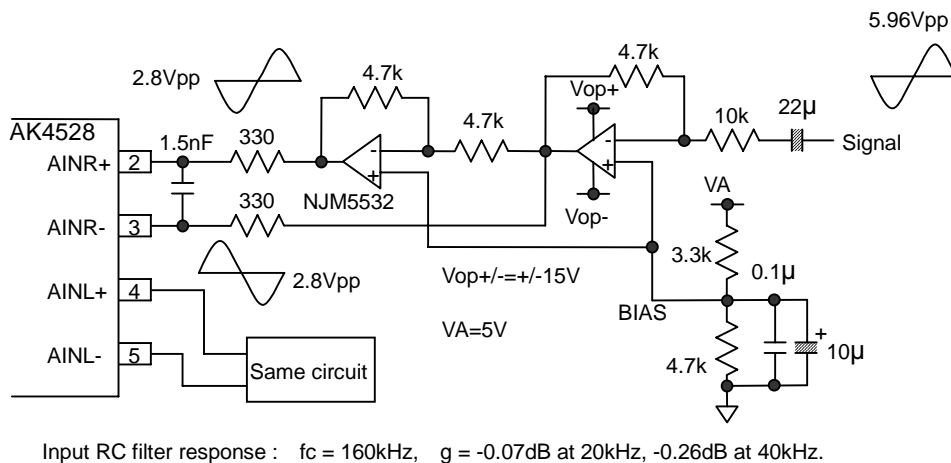 5.96Vpp
4.7k
2.8Vpp
4.7k
Vop+
22µ
AK4528
1.5nF
330
4.7k
10k
Signal
AINR+
2
-
+
-
+
NJM5532
VA
330
Vop-
AINR-
3
3.3k
0.1µ
2.8Vpp
Vop+/-=+/-15V
AINL+
4
BIAS
VA=5V
+
10µ
4.7k
AINL-
5
Same circuit
Input RC filter response : fc = 160kHz, g = -0.07dB at 20kHz, -0.26dB at 40kHz.